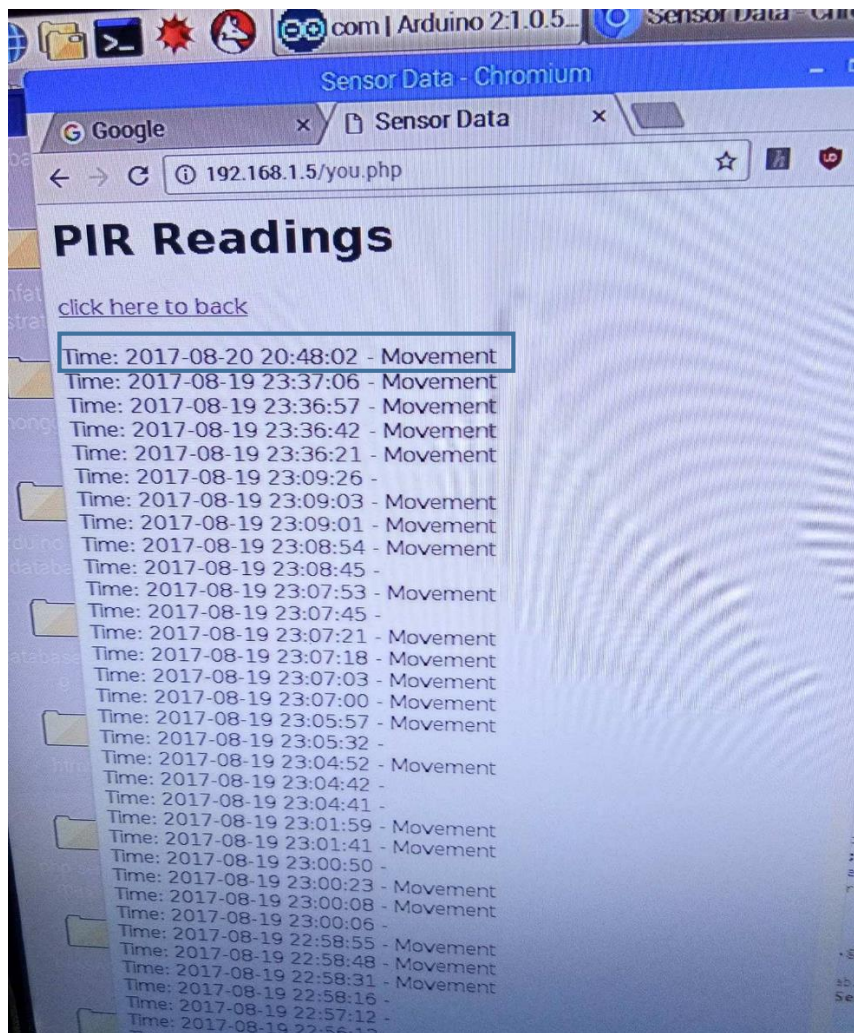 com | Arduino 2:1.0.5...
Sensor Data -
Sensor Data - Chromium
Google
Sensor Data
192.168.1.5/you.php
PIR Readings
click here to back
Time: 2017-08-20 20:48:02 - Movement
Time: 2017-08-19 23:37:06 - Movement
Time: 2017-08-19 23:36:57 - Movement
Time: 2017-08-19 23:36:42 - Movement
Time: 2017-08-19 23:36:21 - Movement
Time: 2017-08-19 23:09:26 -
Time: 2017-08-19 23:09:03 - Movement
Time: 2017-08-19 23:09:01 - Movement
Time: 2017-08-19 23:08:54 - Movement
Time: 2017-08-19 23:08:45 -
Time: 2017-08-19 23:07:53 - Movement
Time: 2017-08-19 23:07:45 -
Time: 2017-08-19 23:07:21 - Movement
Time: 2017-08-19 23:07:18 - Movement
Time: 2017-08-19 23:07:03 - Movement
Time: 2017-08-19 23:07:00 - Movement
Time: 2017-08-19 23:05:57 - Movement
Time: 2017-08-19 23:05:32 -
Time: 2017-08-19 23:04:52 - Movement
Time: 2017-08-19 23:04:42 -
Time: 2017-08-19 23:04:41 -
Time: 2017-08-19 23:01:59 - Movement
Time: 2017-08-19 23:01:41 - Movement
Time: 2017-08-19 23:00:50 -
Time: 2017-08-19 23:00:23 - Movement
Time: 2017-08-19 23:00:08 - Movement
Time: 2017-08-19 23:00:06 -
Time: 2017-08-19 22:58:55 - Movement
Time: 2017-08-19 22:58:48 - Movement
Time: 2017-08-19 22:58:31 - Movement
Time: 2017-08-19 22:58:16 -
Time: 2017-08-19 22:57:12 -
Time: 2017-08-19